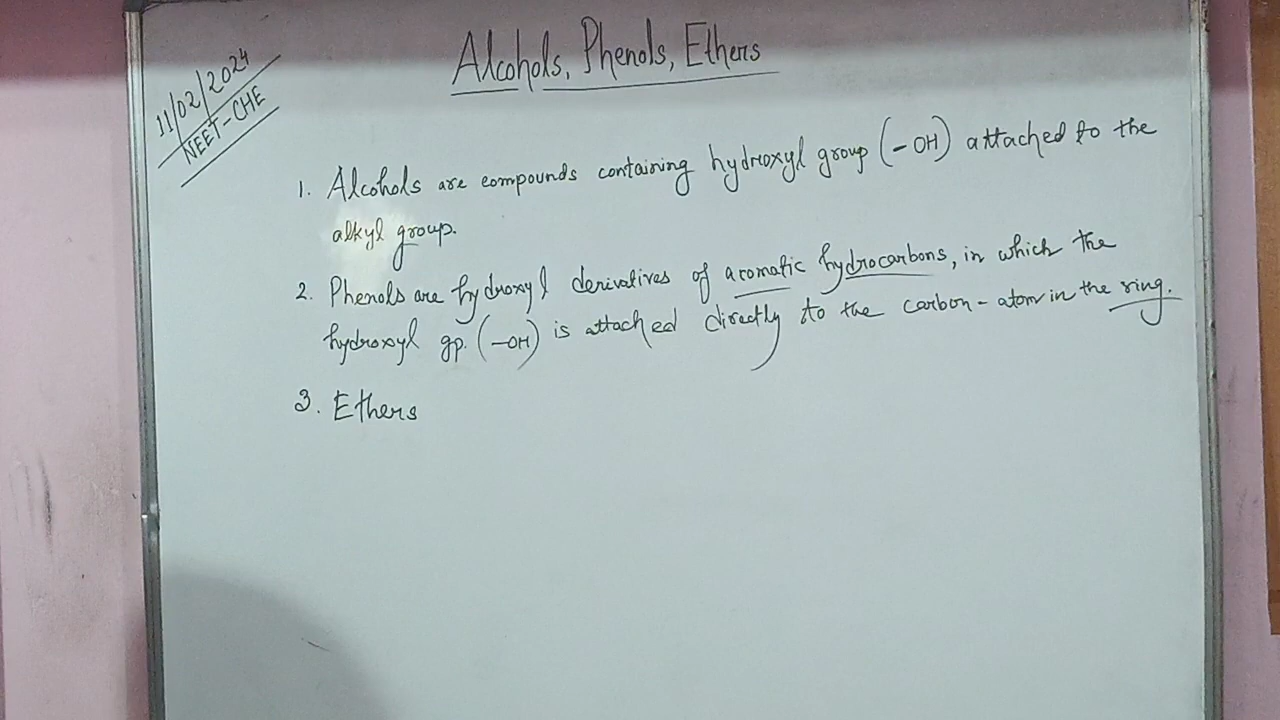 11/02/2024
NEET-CHE
Alcohols, Phenols, Ethers
1. Alcohols are compounds containing hydroxyl group (-OH) attached to the
alkyl group.
2. Phenols are hydroxyl derivatives of aromatic hydrocarbons, in which the
hydroxyl gp. (-OH) is attached directly to the carbon-atom in the ring.
3. Ethers